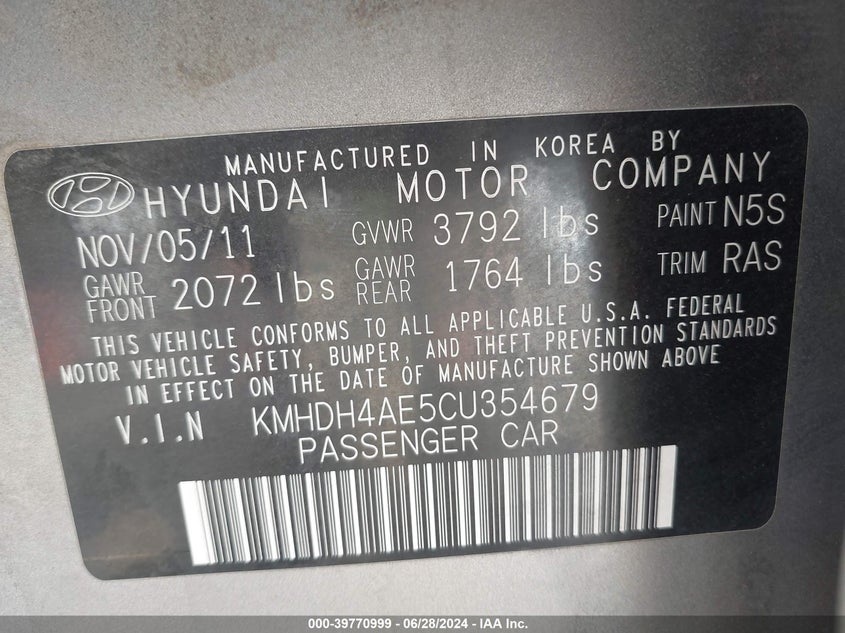 MANUFACTURED IN KOREA BY
HYUNDAI MOTOR COMPANY
NOV/05/11 GVWR 3792 lbs PAINT N5S
GAWR FRONT 2072 lbs GAWR REAR 1764 lbs TRIM RAS
THIS VEHICLE CONFORMS TO ALL APPLICABLE U.S.A. FEDERAL
MOTOR VEHICLE SAFETY, BUMPER, AND THEFT PREVENTION STANDARDS
IN EFFECT ON THE DATE OF MANUFACTURE SHOWN ABOVE
V.I.N KMHDH4AE5CU354679
PASSENGER CAR
000-39770999 - 06/28/2024 - IAA Inc.